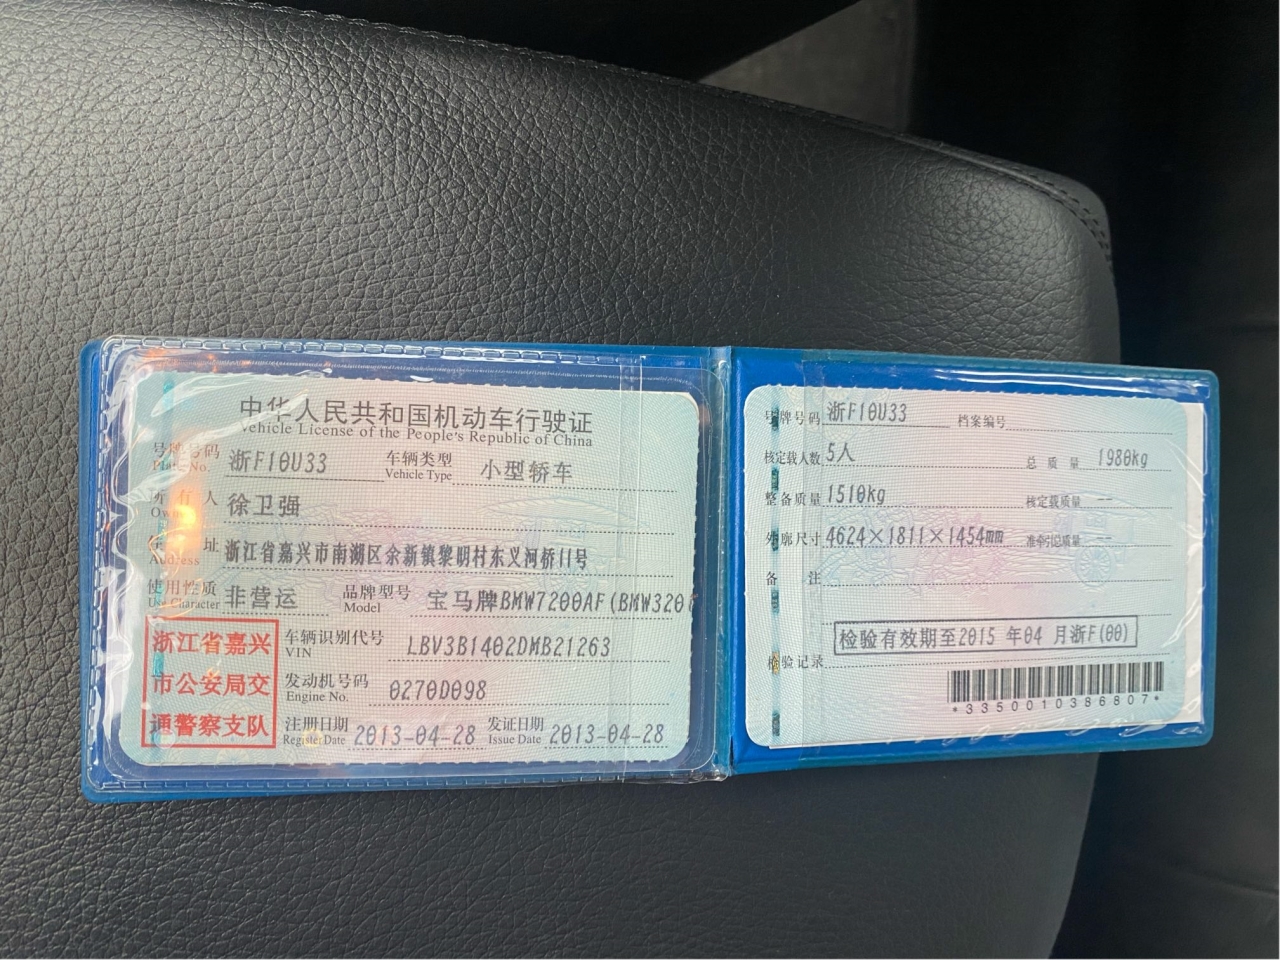 中华人民共和国机动车行驶证
Vehicle License of the People's Republic of China
号牌号码 浙F10U33 车辆类型 小型轿车
Plate No. Vehicle Type
所有人 徐卫强
Owner
住址 浙江省嘉兴市南湖区余新镇黎明村东义河桥11号
Address
使用性质 非营运 品牌型号 宝马牌BMW7200AF(BMW320
Use Character Model
浙江省嘉兴
市公安局交
通警察支队
车辆识别代号 LBV3B1402DMB21263
VIN
发动机号码 0270D098
Engine No.
注册日期 2013-04-28 发证日期 2013-04-28
Register Date Issue Date
号牌号码 浙F10U33 档案编号
核定载人数 5人 总质量 1980kg
整备质量 1510kg 核定载质量 --
外廓尺寸 4624×1811×1454mm 准牵引总质量 --
备注
检验有效期至2015 年04 月浙F(00)
检验记录
*3350010386807*